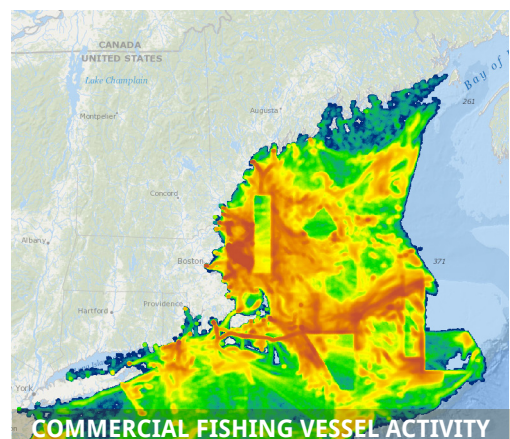 CANADA
UNITED STATES
Bay of
Lake Champlain
261
Augusta
Montpelier
Concord
Albany
Boston
371
Providence
Hartford
York
COMMERCIAL FISHING VESSEL ACTIVITY